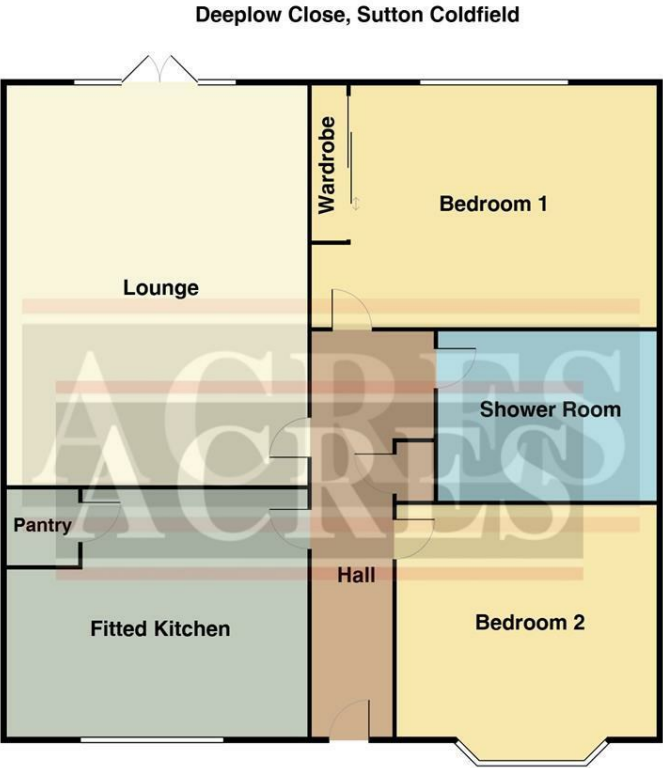 Deeplow Close, Sutton Coldfield
Wardrobe
Bedroom 1
Lounge
ACRES
Shower Room
ACRES
Pantry
Hall
Fitted Kitchen
Bedroom 2